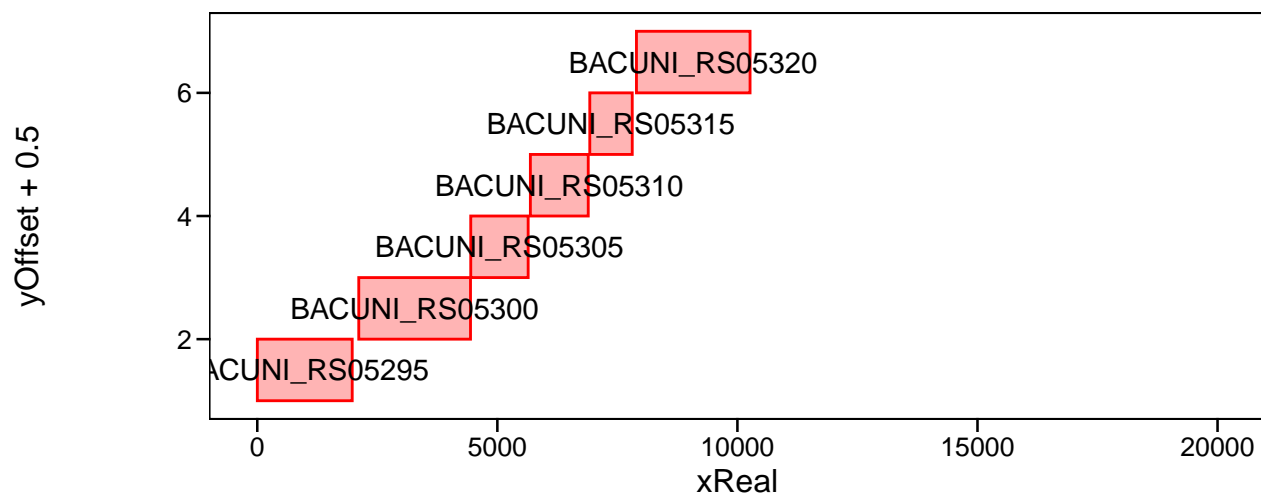 BACUNI_RS05320
6
BACUNI_RS05315
BACUNI_RS05310
4
BACUNI_RS05305
BACUNI_RS05300
2
ACUNI_RS05295
0 5000 10000 15000 20000
xReal
yOffset + 0.5